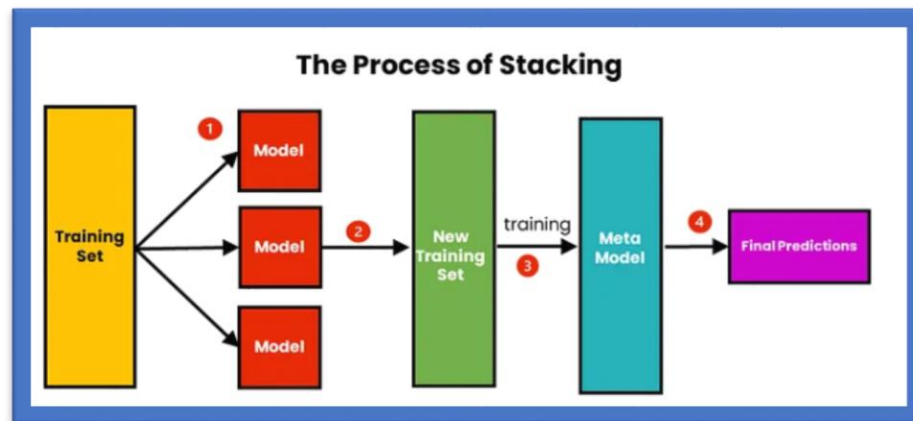 The Process of Stacking
Training
Set
1
Model
Model
Model
2
New
Training
Set
training
3
Meta
Model
4
Final Predictions